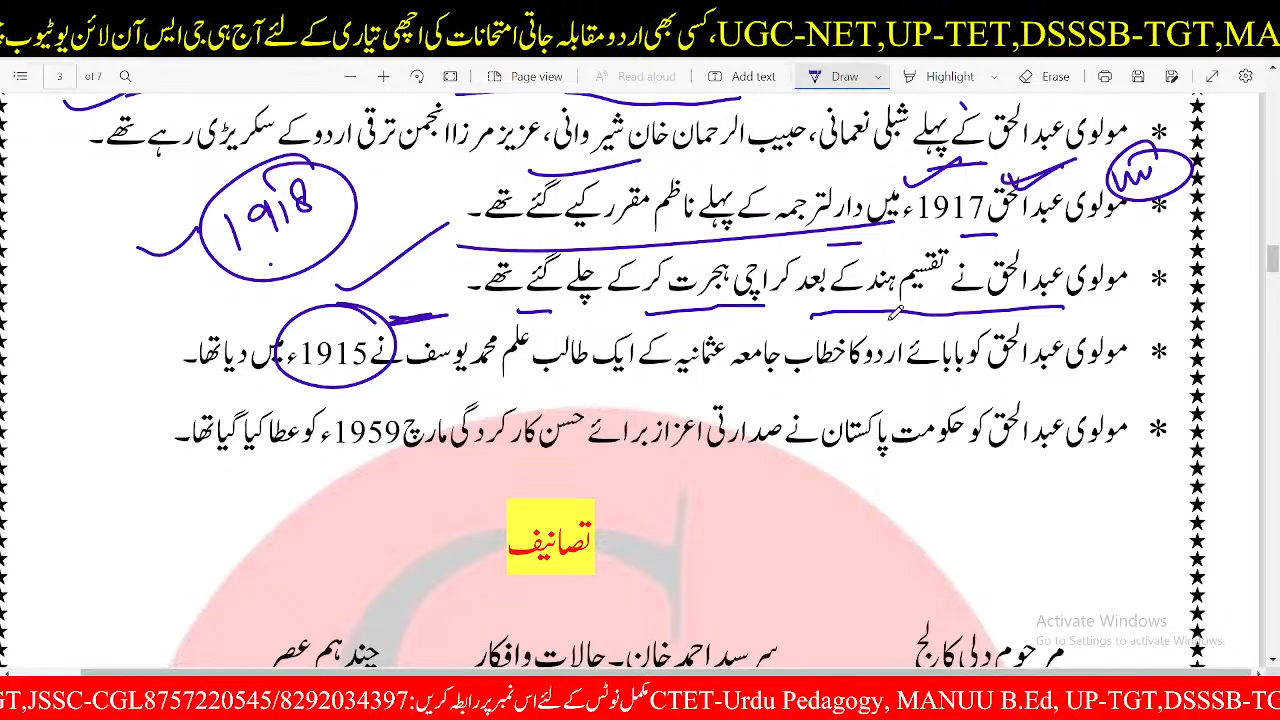 ،کسی بھی اردو مقابلہ جاتی امتحانات کی اچھی تیاری کے لئے آج ہی جی ایس آن لائن یوٹیوب UGC-NET,UP-TET,DSSSB-TGT,MA
3 of 7 Page view Read aloud Add text Draw Highlight Erase
* مولوی عبدالحق کے پہلے شبلی نعمانی، حبیب الرحمان خان شیروانی، عزیز مرزا انجمن ترقی اردو کے سکریڑی رہے تھے۔
* مولوی عبدالحق 1917ء میں دارلترجمہ کے پہلے ناظم مقرر کیے گئے تھے۔
1918
* مولوی عبدالحق نے تقسیم ہند کے بعد کراچی ہجرت کر کے چلے گئے تھے۔
* مولوی عبدالحق کو بابائے اردو کا خطاب جامعہ عثمانیہ کے ایک طالب علم محمد یوسف نے 1915ء میں دیا تھا۔
* مولوی عبدالحق کو حکومت پاکستان نے صدارتی اعزاز برائے حسن کارکردگی مارچ 1959ء کو عطا کیا گیا تھا۔
تصانیف
مرحوم دلی کالج سرسید احمد خان۔ حالات وافکار چند ہم عصر
Activate Windows
Go to Settings to activate Windows.
GT,JSSC-CGL8757220545/8292034397:مکمل نوٹس کے لئے اس نمبر پر رابطہ کریں CTET-Urdu Pedagogy, MANUU B.Ed, UP-TGT,DSSSB-TG